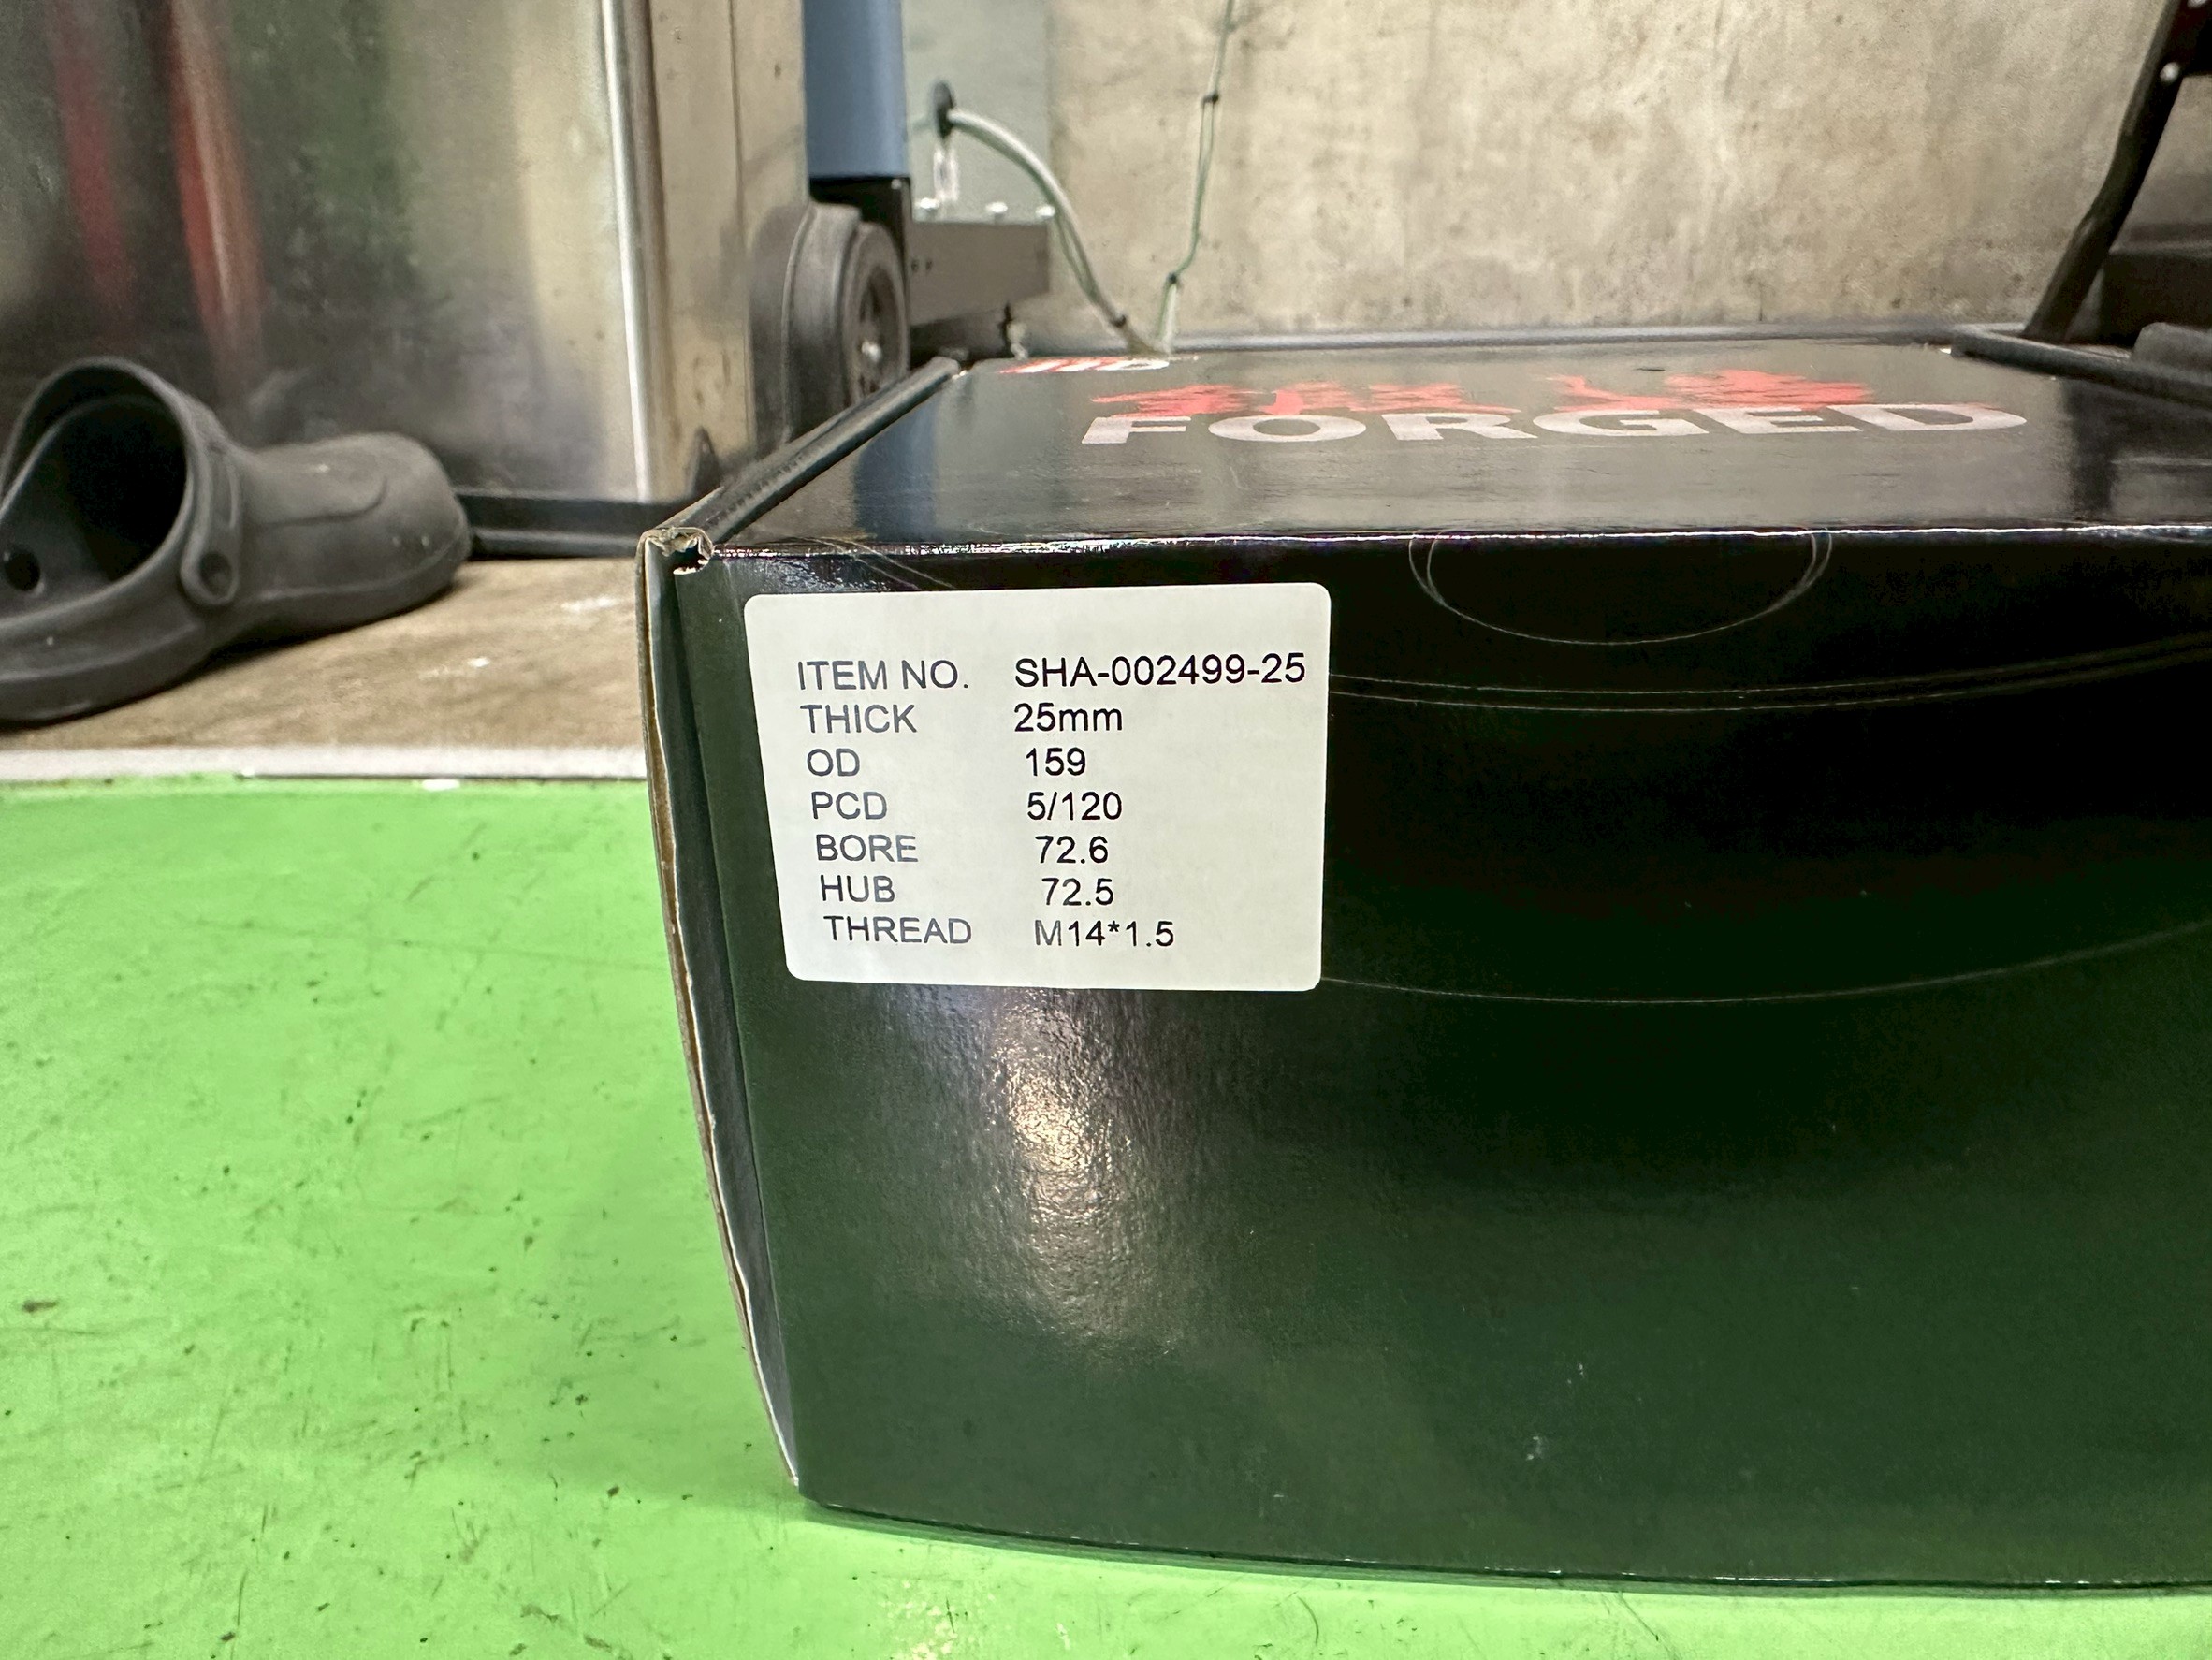 FORGED
ITEM NO. SHA-002499-25
THICK 25mm
OD 159
PCD 5/120
BORE 72.6
HUB 72.5
THREAD M14*1.5